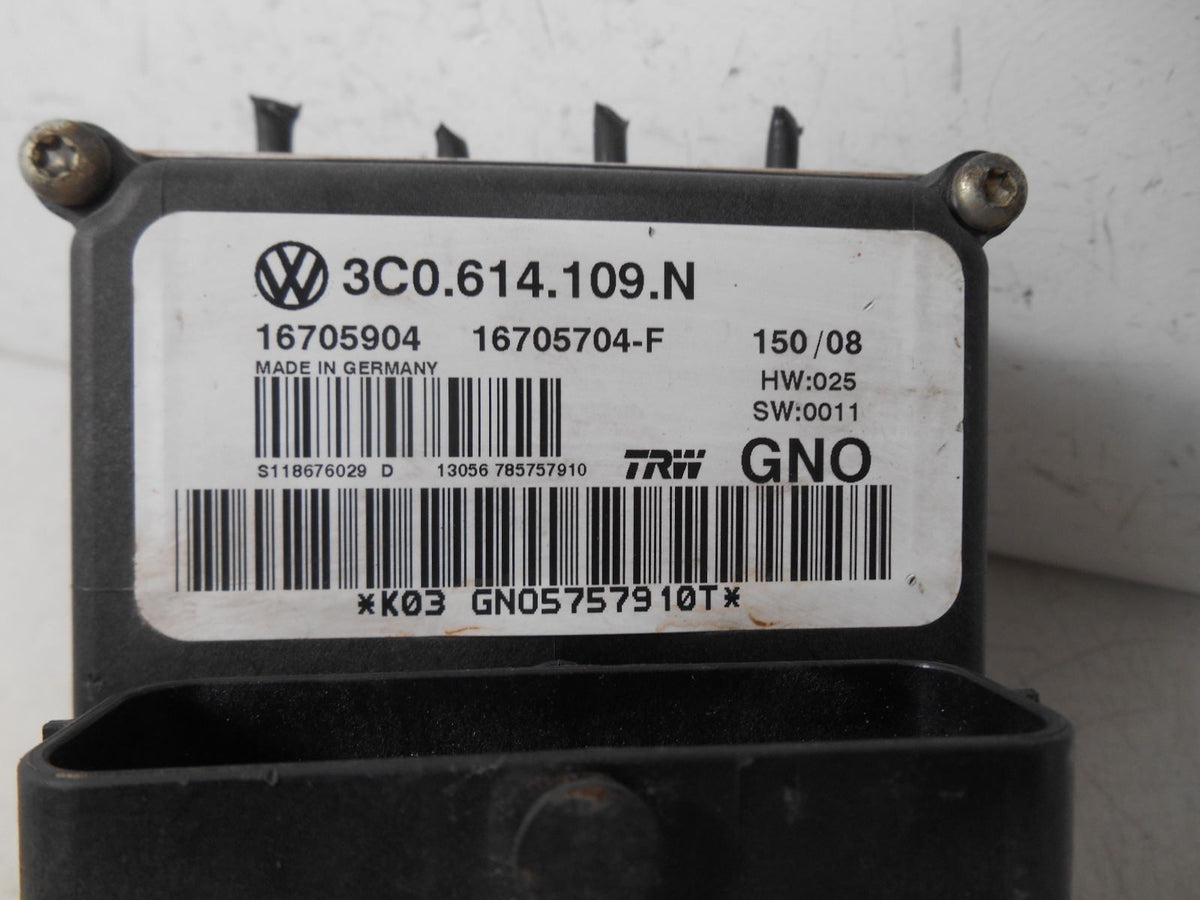 3C0.614.109.N
16705904 16705704-F 150/08
MADE IN GERMANY HW:025
SW:0011
S118676029 D 13056 785757910 TRW GNO
*K03 GNO5757910T*